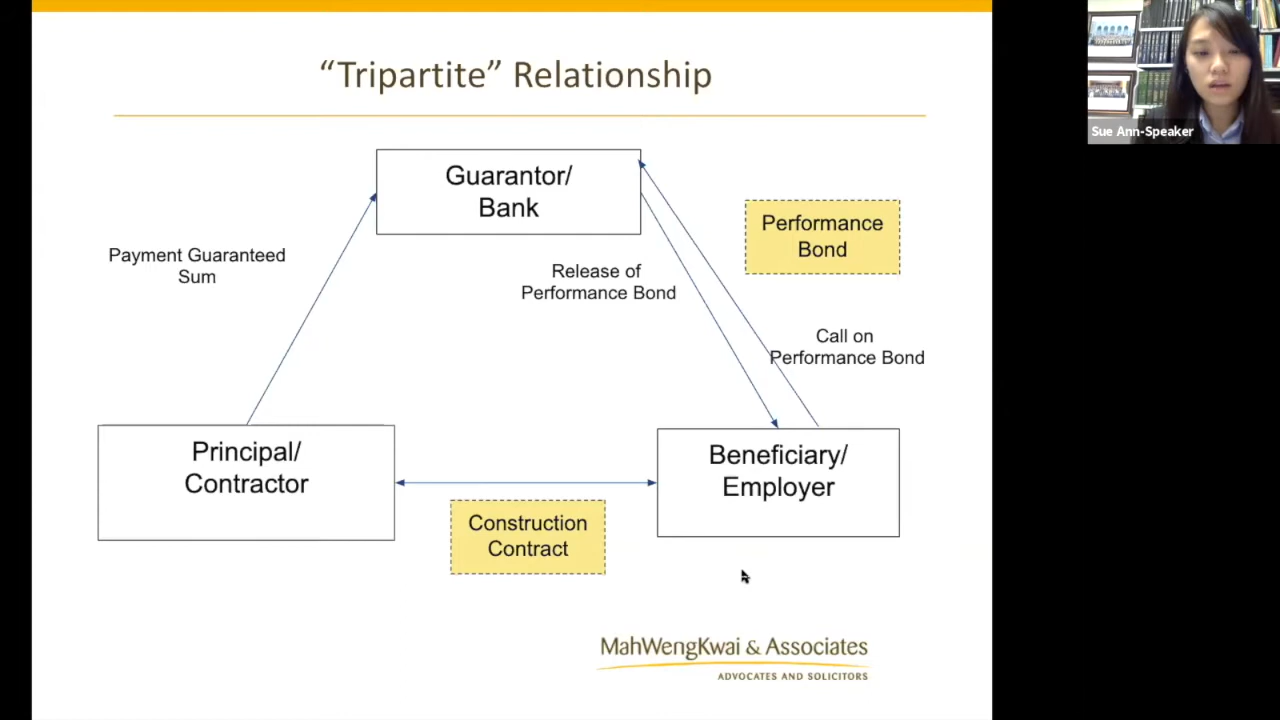 “Tripartite” Relationship
Guarantor/
Bank
Performance
Bond
Payment Guaranteed
Sum
Release of
Performance Bond
Call on
Performance Bond
Principal/
Contractor
Beneficiary/
Employer
Construction
Contract
MahWengKwai & Associates
ADVOCATES AND SOLICITORS
Sue Ann-Speaker